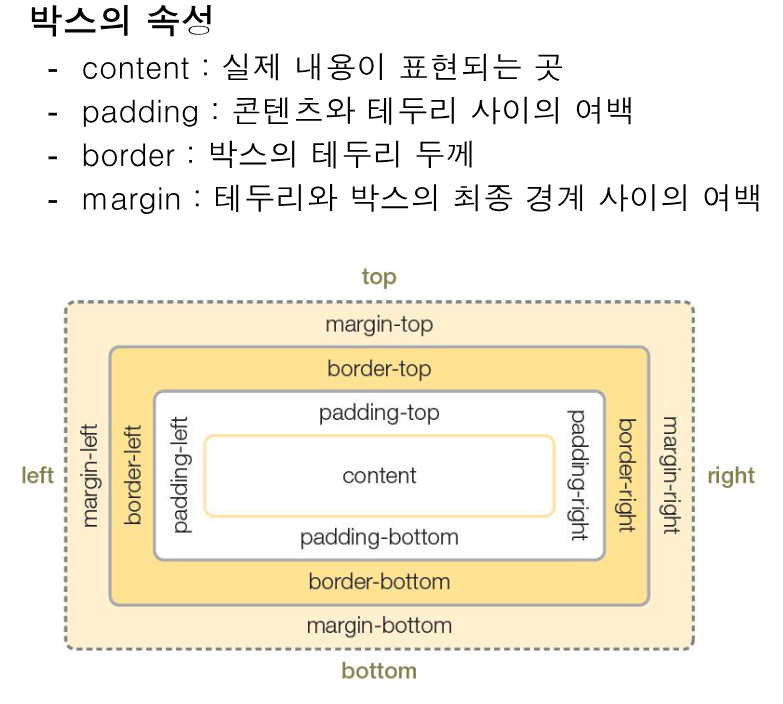 박스의 속성
- content : 실제 내용이 표현되는 곳
- padding : 콘텐츠와 테두리 사이의 여백
- border : 박스의 테두리 두께
- margin : 테두리와 박스의 최종 경계 사이의 여백
top
margin-top
border-top
padding-top
left
margin-left
border-left
padding-left
content
padding-right
border-right
margin-right
right
padding-bottom
border-bottom
margin-bottom
bottom